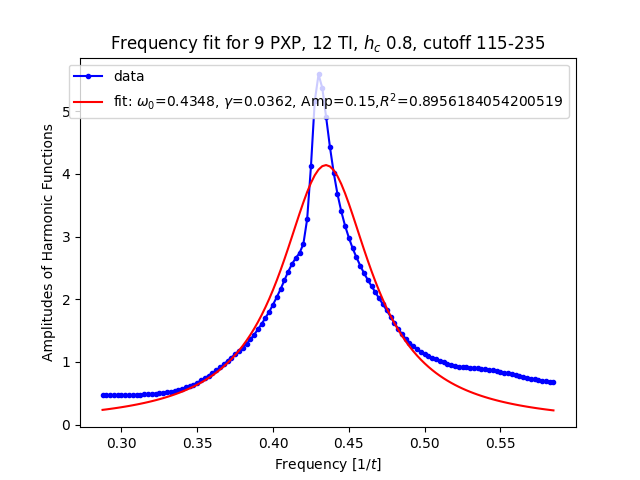 Frequency fit for 9 PXP, 12 TI, $h_c$ 0.8, cutoff 115-235
data
fit: $\omega_0$=0.4348, $\gamma$=0.0362, Amp=0.15,$R^2$=0.8956184054200519
Amplitudes of Harmonic Functions
5
4
3
2
1
0
0.30 0.35 0.40 0.45 0.50 0.55
Frequency [1/$t$]